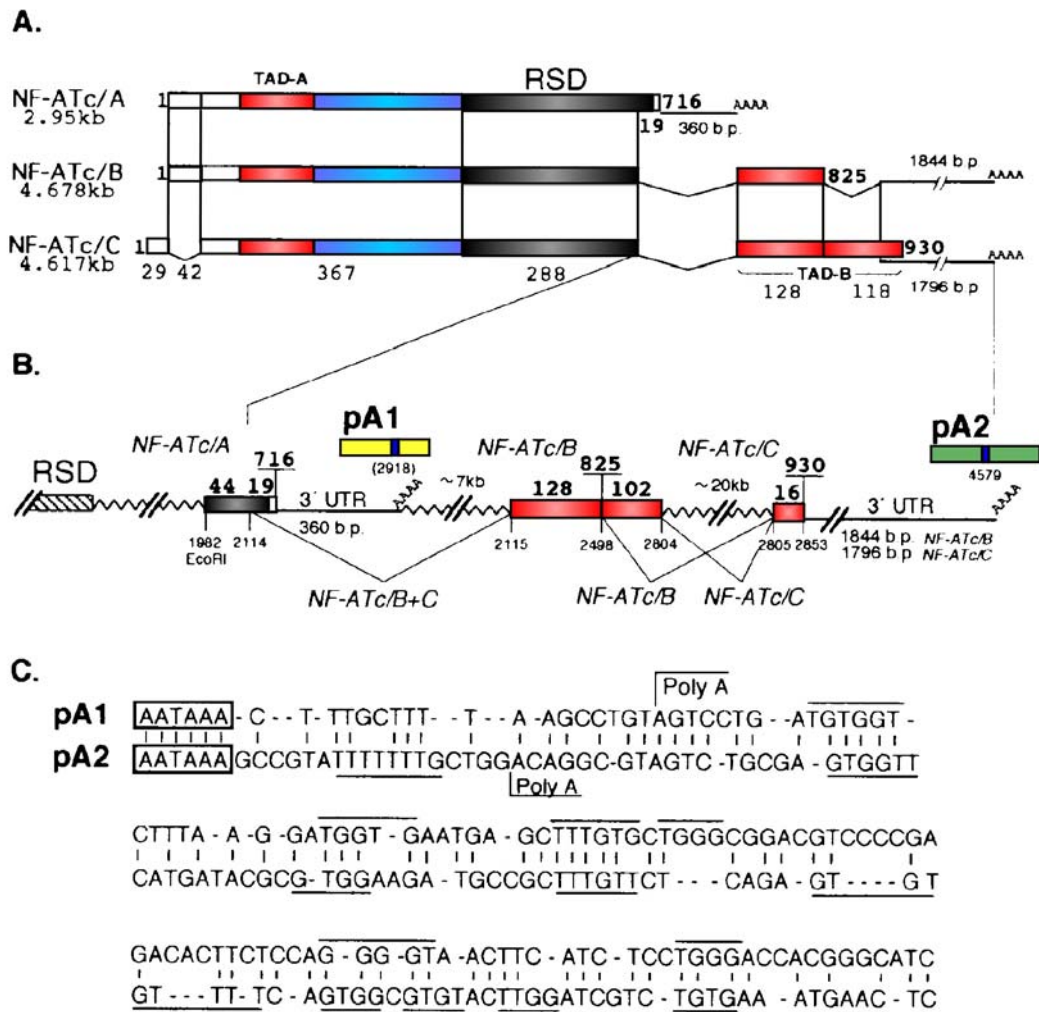 A.
TAD-A
RSD
NF-ATc/A 1 716 AAAA
2.95kb 19 360 b.p.
NF-ATc/B 1 825 1844 b.p. AAAA
4.678kb
NF-ATc/C 1 930 AAAA
4.617kb
29 42 367 288 TAD-B 1796 b.p
128 118
B.
pA1
pA2
NF-ATc/A NF-ATc/B NF-ATc/C
(2918)
4579
RSD
716 825 930
~7kb ~20kb
44 19 128 102 16
3´ UTR AAAA
3´ UTR AAAA
360 b.p.
1982 2114 2115 2498 2804 2805 2853
EcoRI
1844 b.p. NF-ATc/B
1796 b.p NF-ATc/C
NF-ATc/B+C NF-ATc/B NF-ATc/C
C.
Poly A
pA1 AATAAA-C--T-TTGCTTT--T--A-AGCCTGTAGTCCTG--ATGTGGT-
pA2 AATAAAGCCGTATTTTTTTGCTGGACAGGC-GTAGTC-TGCGA-GTGGTT
Poly A
CTTTA-A-G-GATGGT-GAATGA-GCTTTGTGCTGGGCGGACGTCCCCGA
CATGATACGCG-TGGAAGA-TGCCGCTTTGTTCT---CAGA-GT----GT
GACACTTCTCCAG-GG-GTA-ACTTC-ATC-TCCTGGGACCACGGGCATC
GT---TT-TC-AGTGGCGTGTACTTGGATCGTC-TGTGAA-ATGAAC-TC